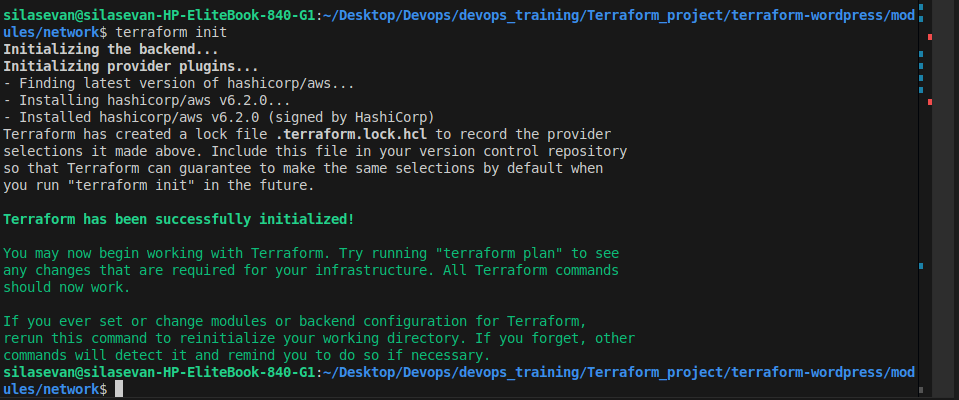 silasevan@silasevan-HP-EliteBook-840-G1:~/Desktop/Devops/devops_training/Terraform_project/terraform-wordpress/mod
ules/network$ terraform init
Initializing the backend...
Initializing provider plugins...
- Finding latest version of hashicorp/aws...
- Installing hashicorp/aws v6.2.0...
- Installed hashicorp/aws v6.2.0 (signed by HashiCorp)
Terraform has created a lock file .terraform.lock.hcl to record the provider
selections it made above. Include this file in your version control repository
so that Terraform can guarantee to make the same selections by default when
you run "terraform init" in the future.
Terraform has been successfully initialized!
You may now begin working with Terraform. Try running "terraform plan" to see
any changes that are required for your infrastructure. All Terraform commands
should now work.
If you ever set or change modules or backend configuration for Terraform,
rerun this command to reinitialize your working directory. If you forget, other
commands will detect it and remind you to do so if necessary.
silasevan@silasevan-HP-EliteBook-840-G1:~/Desktop/Devops/devops_training/Terraform_project/terraform-wordpress/mod
ules/network$